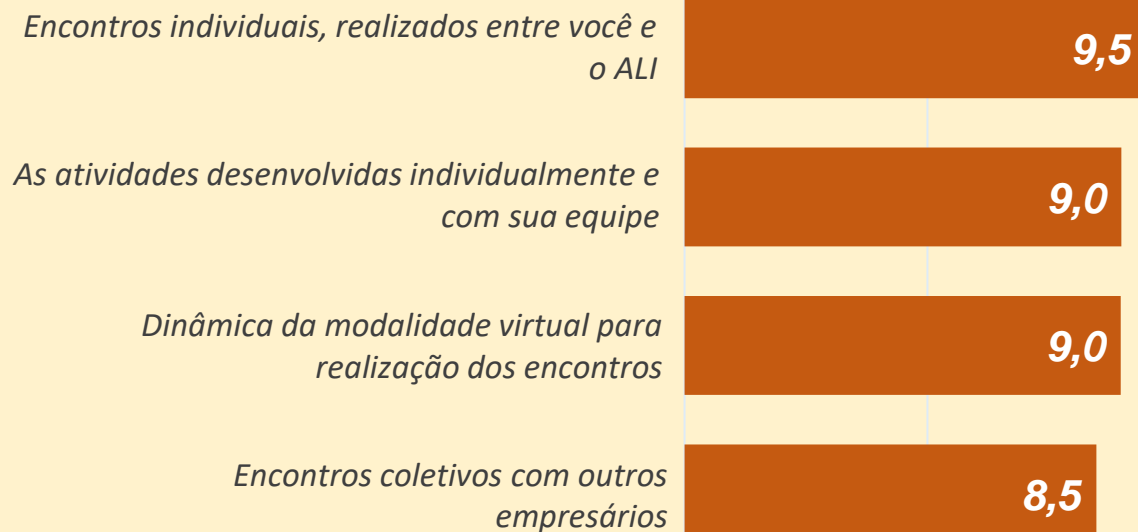 Encontros individuais, realizados entre você e
o ALI
9,5
As atividades desenvolvidas individualmente e
com sua equipe
9,0
Dinâmica da modalidade virtual para
realização dos encontros
9,0
Encontros coletivos com outros
empresários
8,5